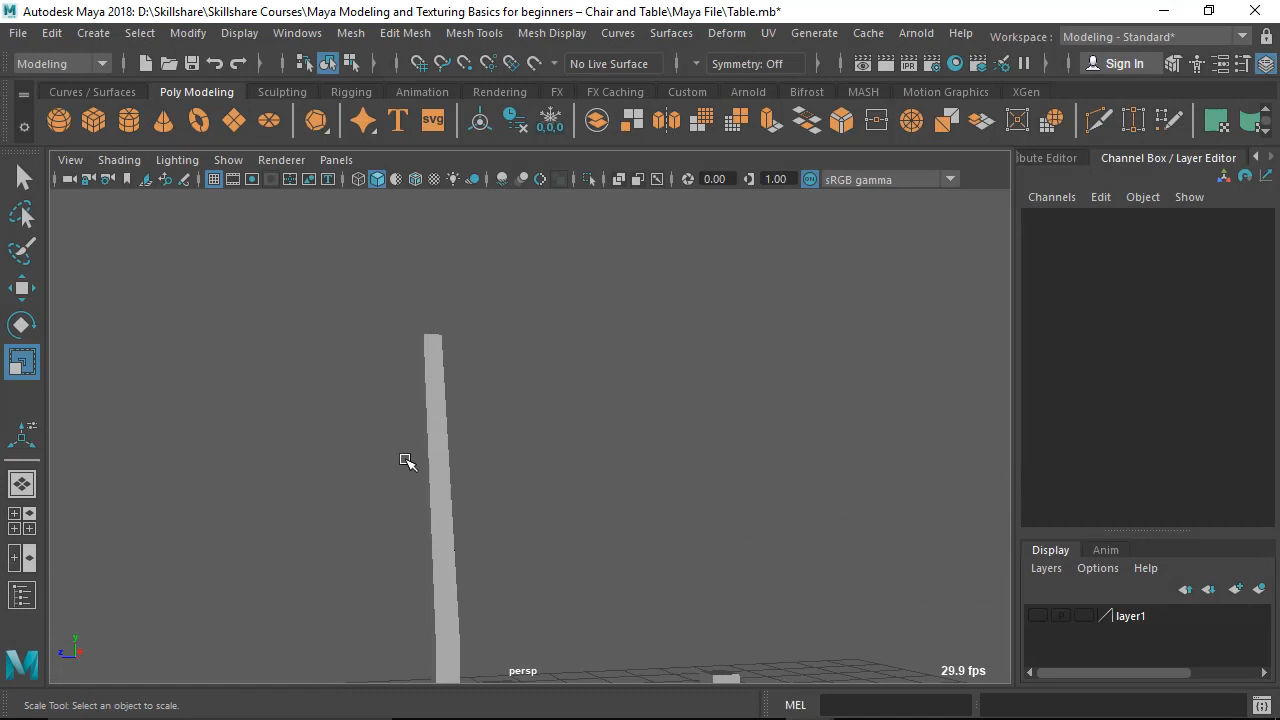 Autodesk Maya 2018: D:\Skillshare\Skillshare Courses\Maya Modeling and Texturing Basics for beginners – Chair and Table\Maya File\Table.mb*
File Edit Create Select Modify Display Windows Mesh Edit Mesh Mesh Tools Mesh Display Curves Surfaces Deform UV Generate Cache Arnold Help Workspace : Modeling - Standard*
Modeling No Live Surface Symmetry: Off Sign In
Curves / Surfaces Poly Modeling Sculpting Rigging Animation Rendering FX FX Caching Custom Arnold Bifrost MASH Motion Graphics XGen
T svg 0,0,0
View Shading Lighting Show Renderer Panels
ibute Editor Channel Box / Layer Editor
0.00 1.00 ON sRGB gamma
Channels Edit Object Show
Display Anim
Layers Options Help
P layer1
y
z x
persp
29.9 fps
Scale Tool: Select an object to scale.
MEL